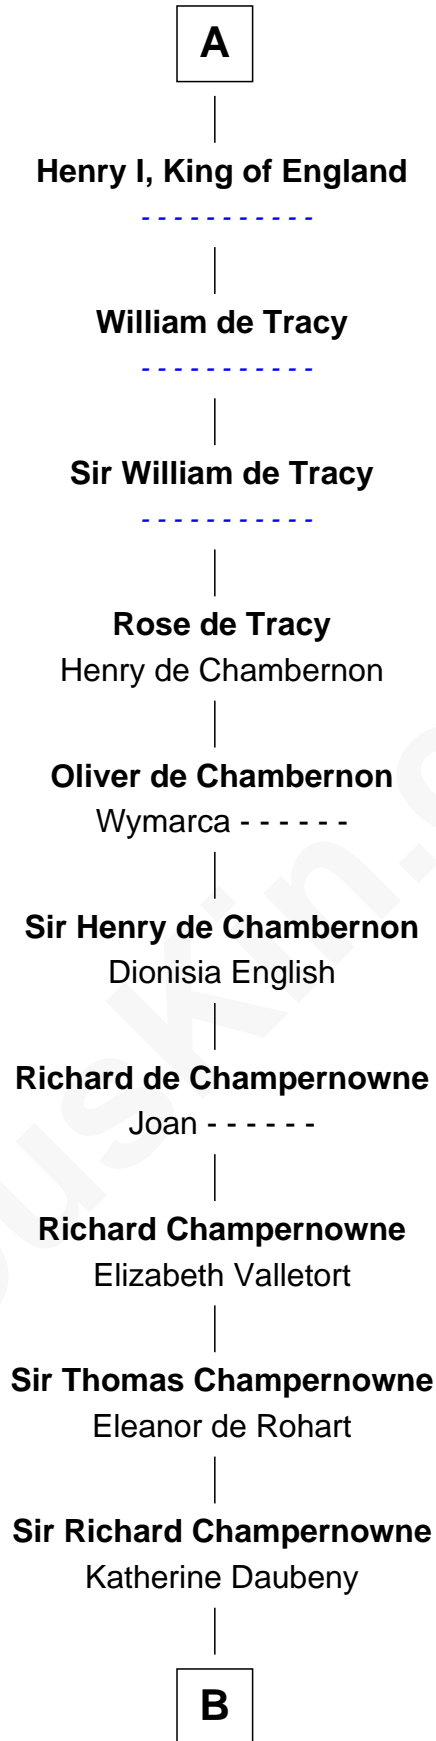 A
Henry I, King of England
- - - - - - - - - - -
William de Tracy
- - - - - - - - - - -
Sir William de Tracy
- - - - - - - - - - -
Rose de Tracy
Henry de Chambernon
Oliver de Chambernon
Wymarca - - - - - -
Sir Henry de Chambernon
Dionisia English
Richard de Champernowne
Joan - - - - - -
Richard Champernowne
Elizabeth Valletort
Sir Thomas Champernowne
Eleanor de Rohart
Sir Richard Champernowne
Katherine Daubeny
B